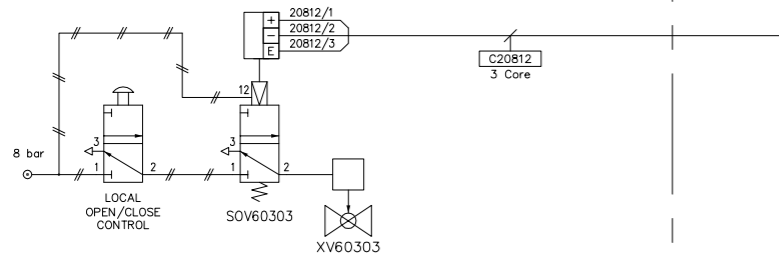 20812/1
+
20812/2
−
20812/3
E
C20812
3 Core
12
3
3
8 bar
1
2
1
2
LOCAL
OPEN/CLOSE
CONTROL
SOV60303
XV60303